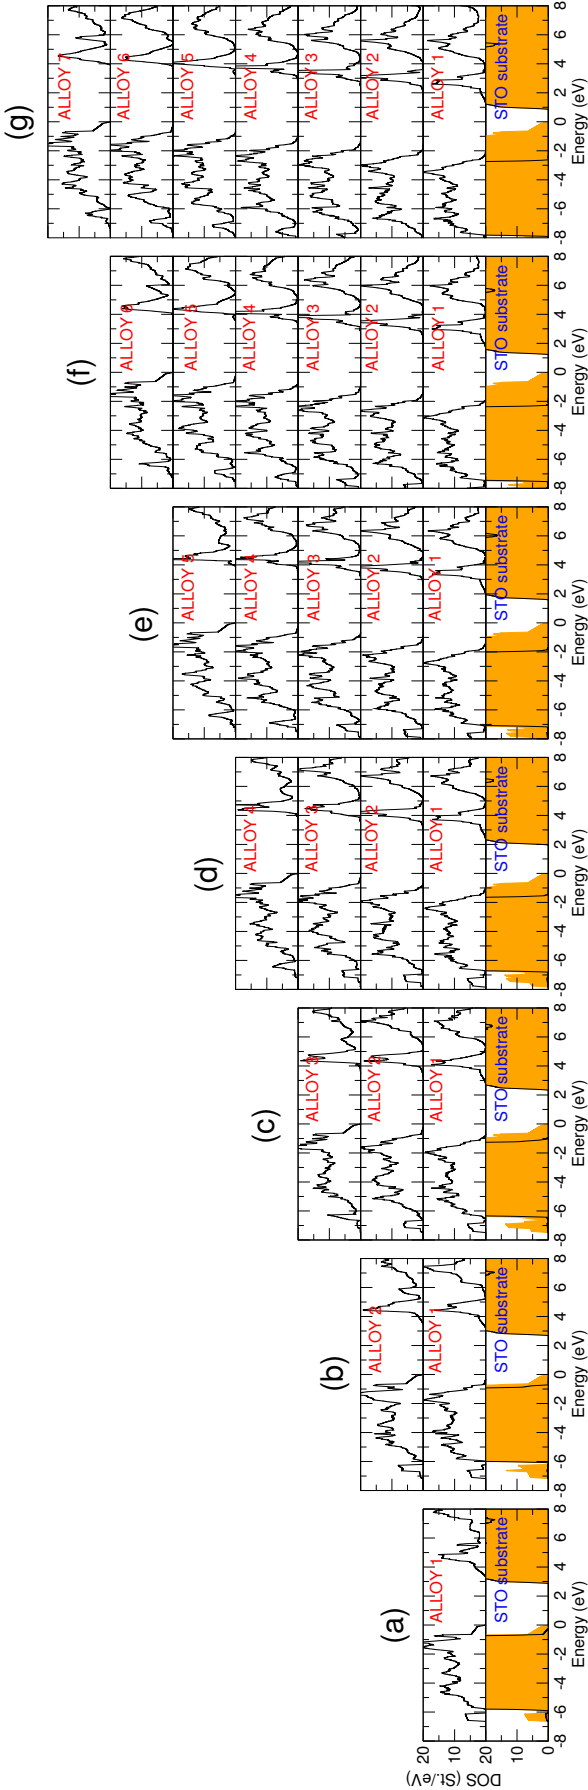 (a)
ALLOY 1
STO substrate
DOS (St./eV)
20
10
20
10
0
-8 -6 -4 -2 0 2 4 6 8
Energy (eV)
(b)
ALLOY 2
ALLOY 1
STO substrate
-8 -6 -4 -2 0 2 4 6 8
Energy (eV)
(c)
ALLOY 3
ALLOY 2
ALLOY 1
STO substrate
-8 -6 -4 -2 0 2 4 6 8
Energy (eV)
(d)
ALLOY 4
ALLOY 3
ALLOY 2
ALLOY 1
STO substrate
-8 -6 -4 -2 0 2 4 6 8
Energy (eV)
(e)
ALLOY 5
ALLOY 4
ALLOY 3
ALLOY 2
ALLOY 1
STO substrate
-8 -6 -4 -2 0 2 4 6 8
Energy (eV)
(f)
ALLOY 6
ALLOY 5
ALLOY 4
ALLOY 3
ALLOY 2
ALLOY 1
STO substrate
-8 -6 -4 -2 0 2 4 6 8
Energy (eV)
(g)
ALLOY 7
ALLOY 6
ALLOY 5
ALLOY 4
ALLOY 3
ALLOY 2
ALLOY 1
STO substrate
-8 -6 -4 -2 0 2 4 6 8
Energy (eV)